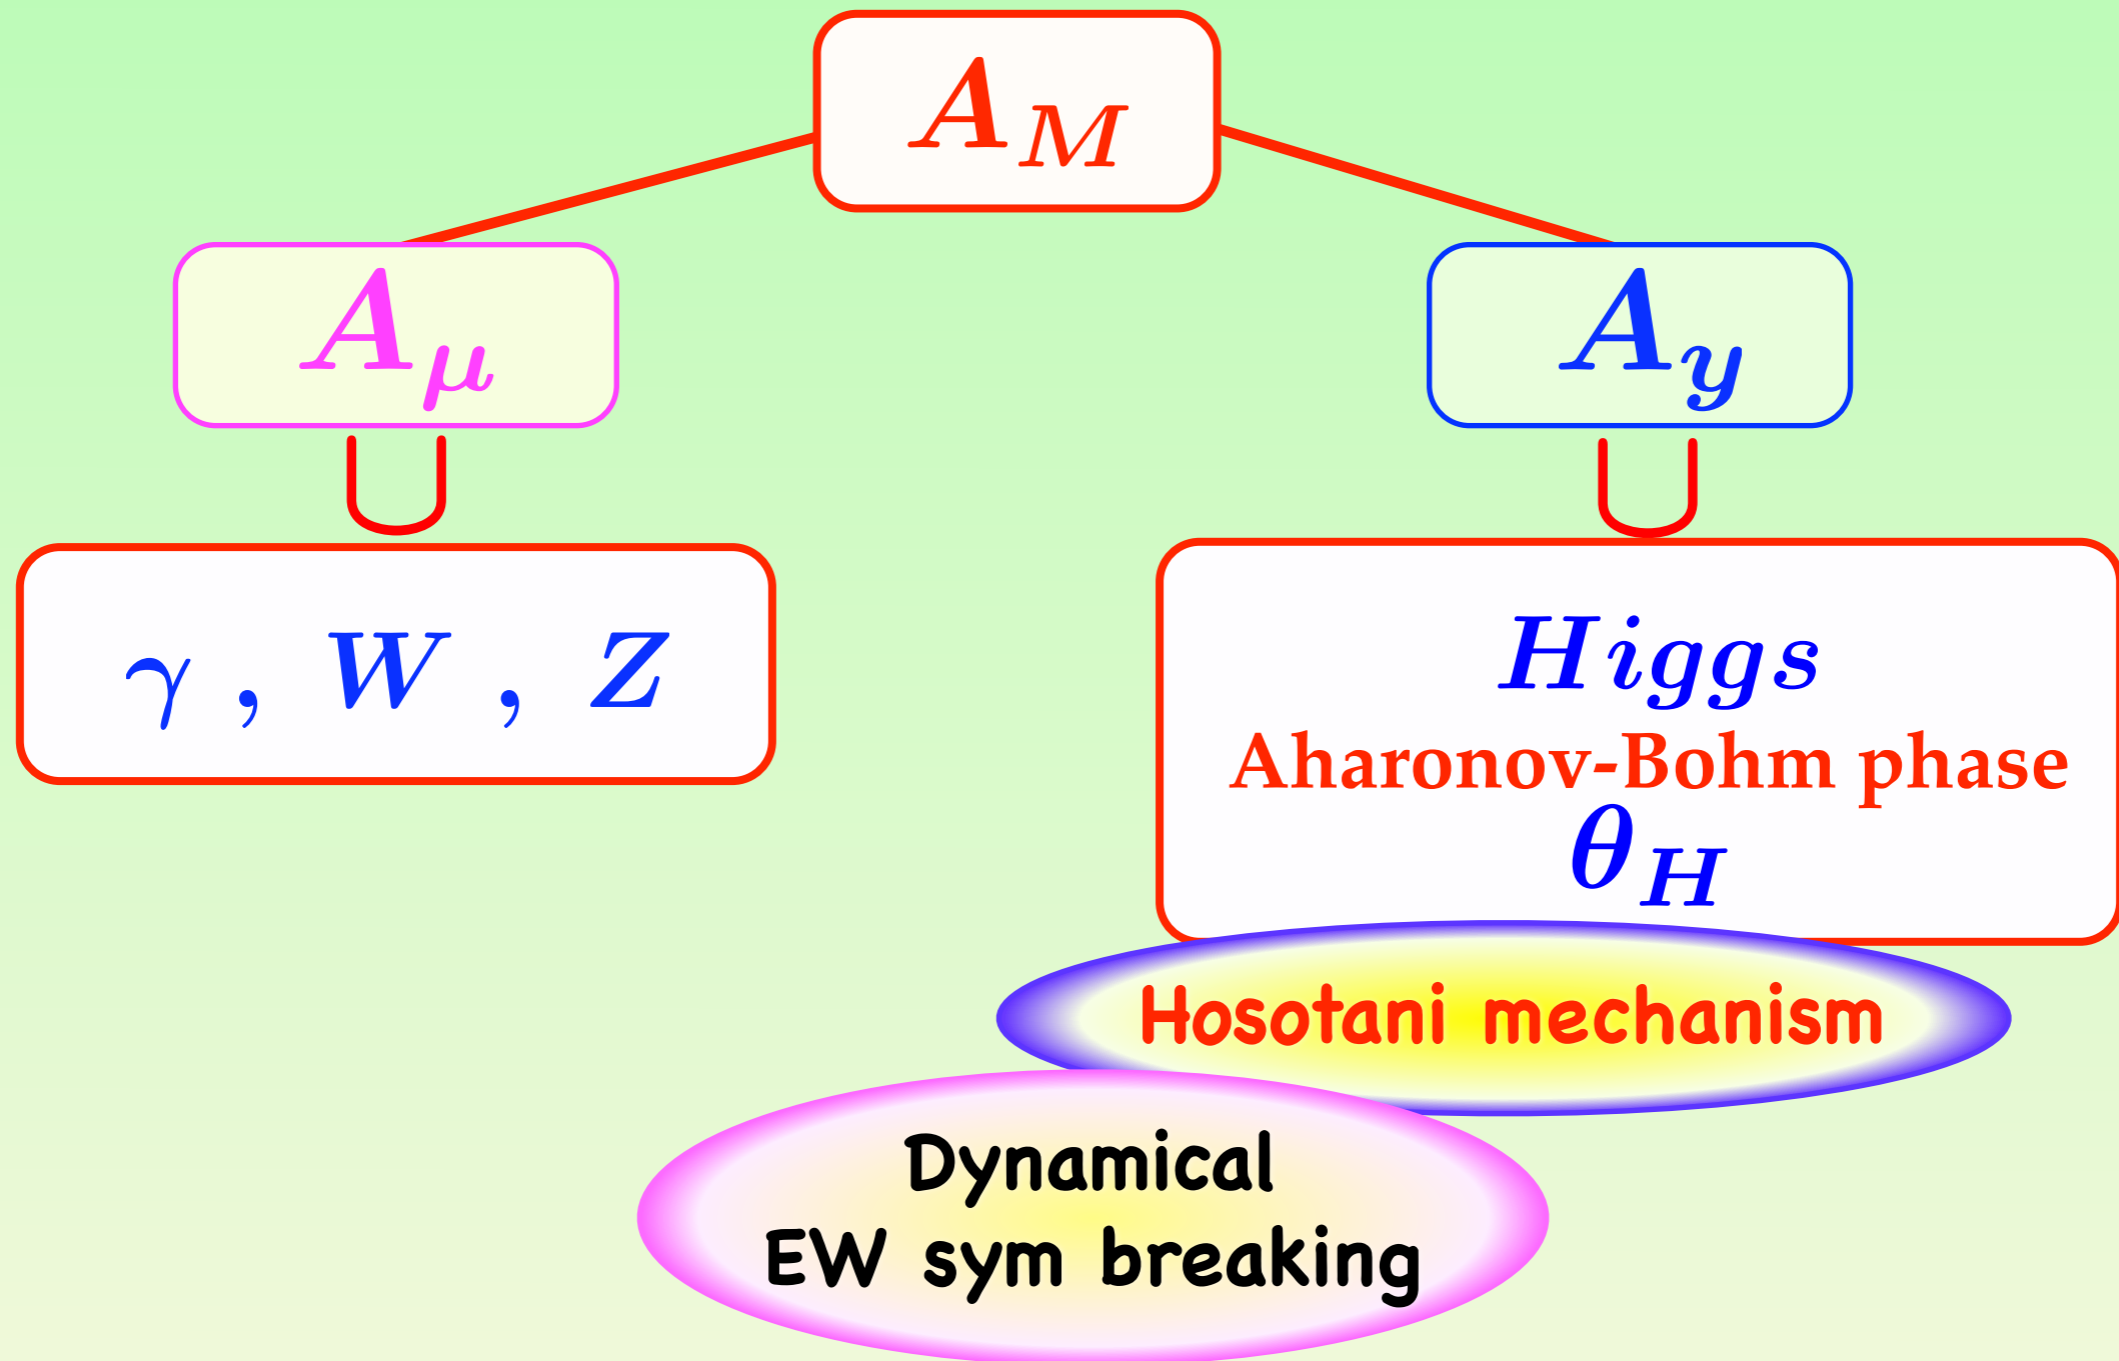 A_M
A_μ
A_y
γ , W , Z
Higgs
Aharonov-Bohm phase
θ_H
Hosotani mechanism
Dynamical
EW sym breaking